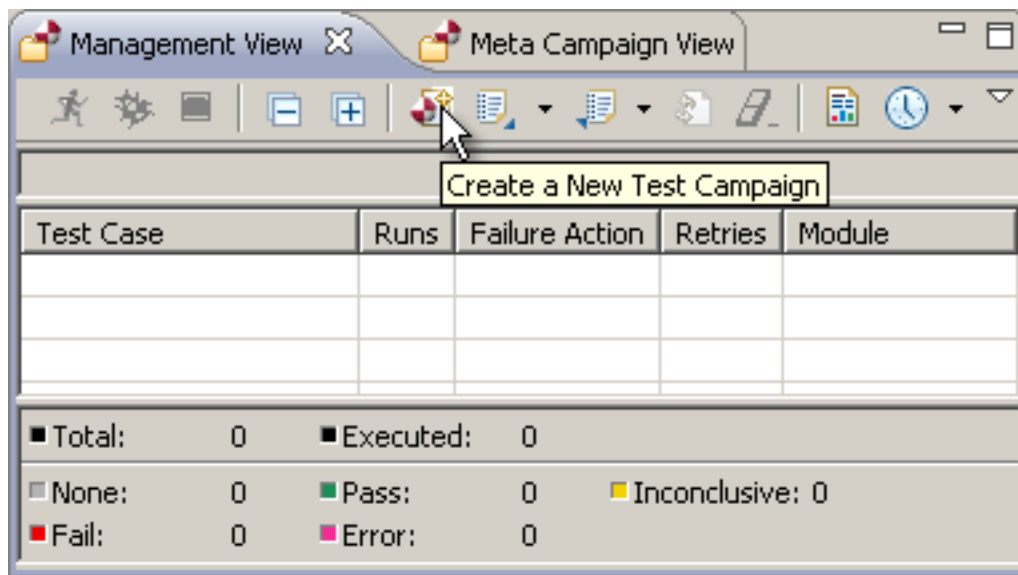 Management View Meta Campaign View
Create a New Test Campaign
Test Case Runs Failure Action Retries Module
Total: 0 Executed: 0
None: 0 Pass: 0 Inconclusive: 0
Fail: 0 Error: 0